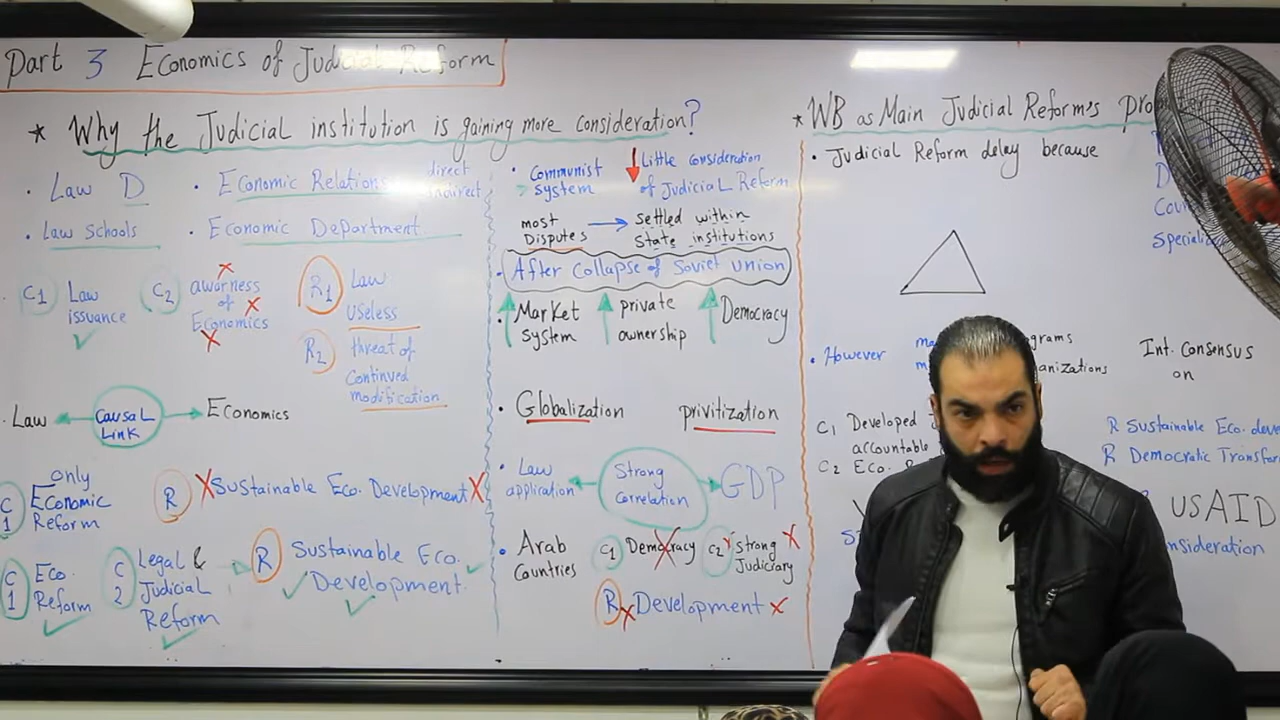 Part 3 Economics of Judicial Reform
* Why the Judicial institution is gaining more consideration?
· Law D · Economic Relations direct
indirect
· Law Schools · Economic Department
C1 Law
issuance
C2 awarness
of
Economics
R1 Law
useless
R2 threat of
continued
modification
· Law Causal
Link Economics
C1 only
Economic
Reform
R Sustainable Eco. Development
C1 Eco.
Reform
C2 Legal &
Judicial
Reform
R Sustainable Eco.
Development
· Communist
system
Little consideration
of Judicial Reform
most
Disputes
settled within
state institutions
· After Collapse of Soviet union
· Market
system
private
ownership
Democracy
· Globalization privitization
· Law
application
Strong
Correlation
GDP
· Arab
Countries
C1 Democracy C2 strong
Judiciary
R Development
* WB as Main Judicial Reform's
· Judicial Reform delay because
· However
Int. Consensus
on
C1 Developed
accountable
C2 Eco.
R Sustainable Eco.
R Democratic
USAID